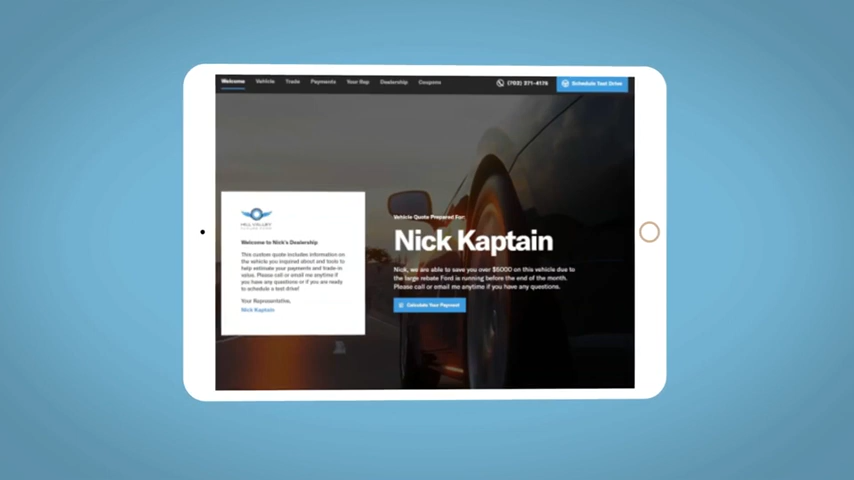 Welcome Vehicle Trade Payments Your Rep Dealership Coupons (702) 371-4176 Schedule Test Drive
HILL VALLEY
Welcome to Nick's Dealership
This custom quote includes information on
the vehicle you inquired about and tools to
help estimate your payments and trade-in
value. Please call or email me anytime if
you have any questions or if you are ready
to schedule a test drive!
Your Representative,
Nick Kaptain
Vehicle Quote Prepared For:
Nick Kaptain
Nick, we are able to save you over $6000 on this vehicle due to
the large rebate Ford is running before the end of the month.
Please call or email me anytime if you have any questions.
Calculate Your Payment